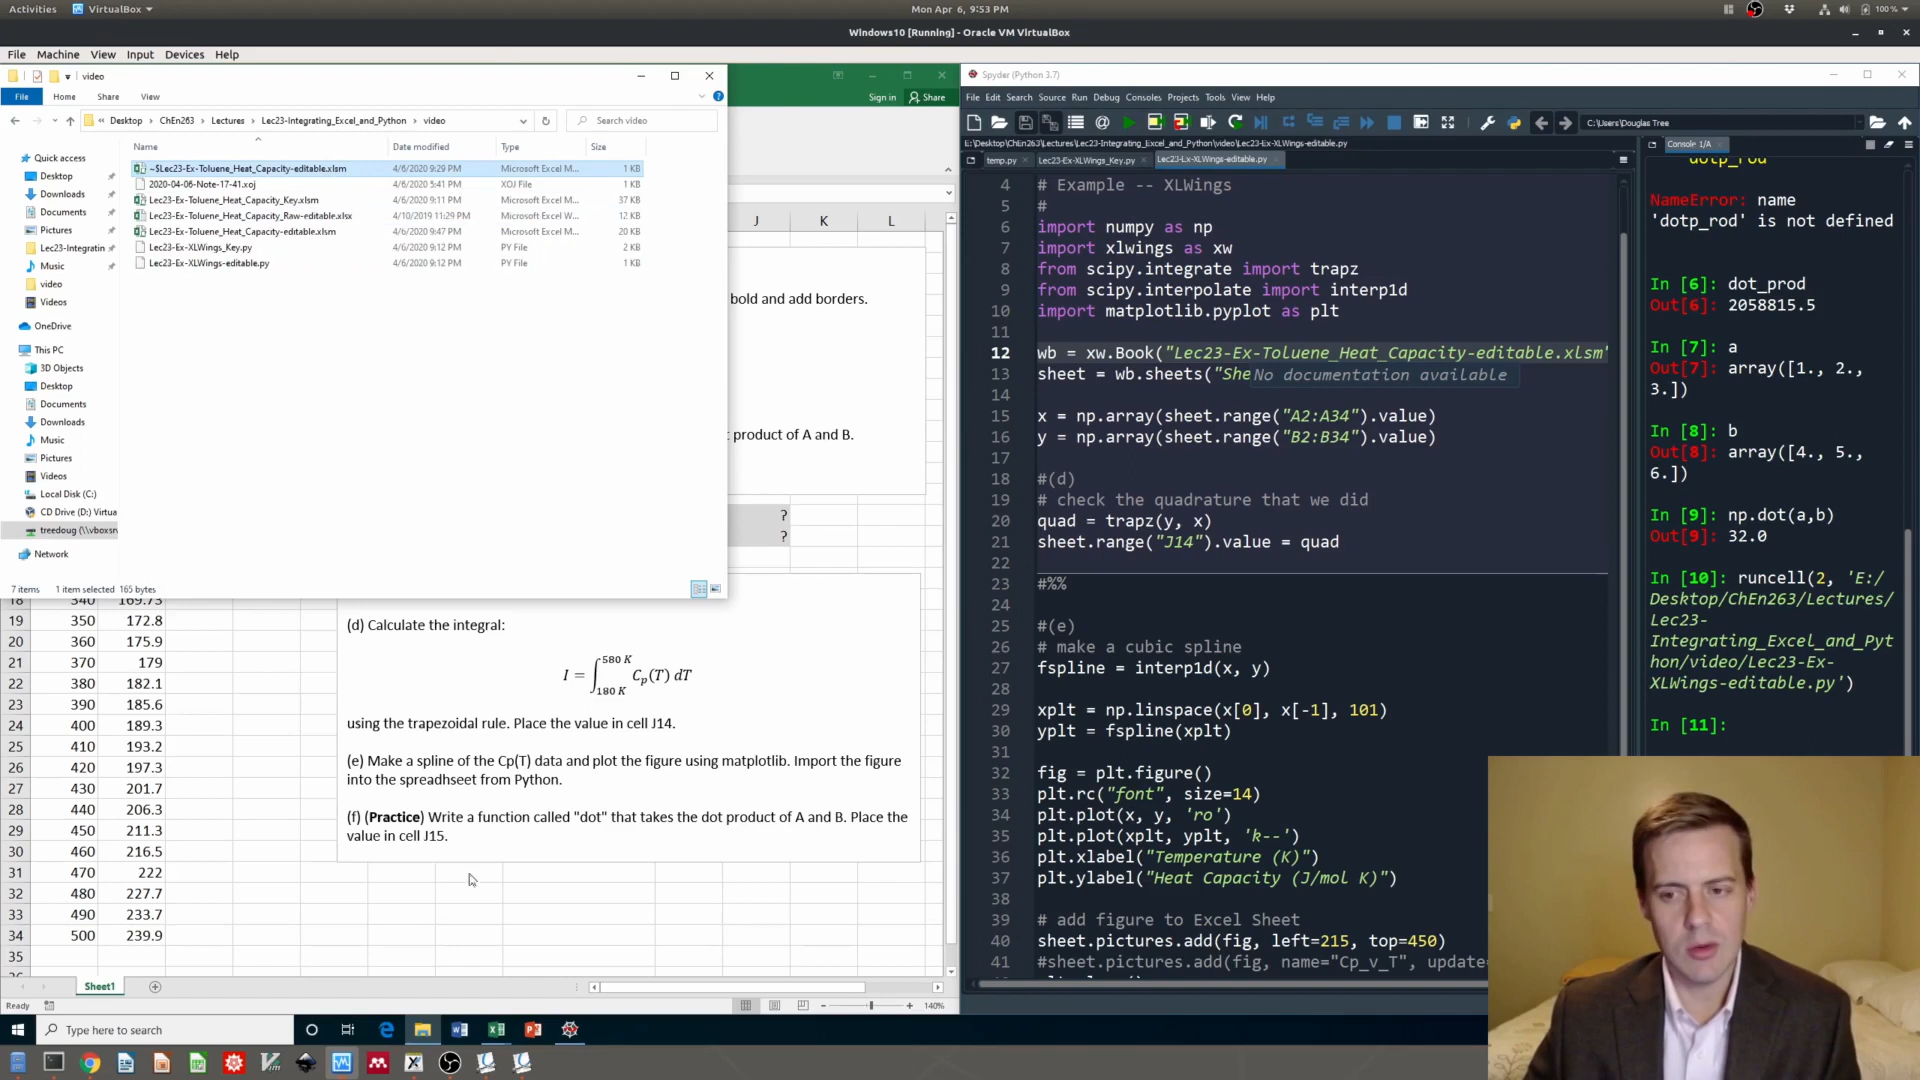 Activities
VirtualBox
Mon Apr 6, 9:53 PM
100 %
Windows10 [Running] - Oracle VM VirtualBox
File Machine View Input Devices Help
video
File Home Share View
Desktop ChEn263 Lectures Lec23-Integrating_Excel_and_Python video
Search video
Name Date modified Type Size
~$Lec23-Ex-Toluene_Heat_Capacity-editable.xlsm 4/6/2020 9:29 PM Microsoft Excel M... 1 KB
2020-04-06-Note-17-41.xoj 4/6/2020 5:41 PM XOJ File 1 KB
Lec23-Ex-Toluene_Heat_Capacity_Key.xlsm 4/6/2020 9:11 PM Microsoft Excel M... 37 KB
Lec23-Ex-Toluene_Heat_Capacity_Raw-editable.xlsx 4/10/2019 11:29 PM Microsoft Excel W... 12 KB
Lec23-Ex-Toluene_Heat_Capacity-editable.xlsm 4/6/2020 9:47 PM Microsoft Excel M... 20 KB
Lec23-Ex-XLWings_Key.py 4/6/2020 9:12 PM PY File 2 KB
Lec23-Ex-XLWings-editable.py 4/6/2020 9:12 PM PY File 1 KB
Quick access
Desktop
Downloads
Documents
Pictures
Lec23-Integratin
Music
video
Videos
OneDrive
This PC
3D Objects
Desktop
Documents
Downloads
Music
Pictures
Videos
Local Disk (C:)
CD Drive (D:) Virtua
treedoug (\\vboxsrv
Network
7 items 1 item selected 165 bytes
Sign in Share
J K L
bold and add borders.
t product of A and B.
?
?
18 340 169.73
19 350 172.8
20 360 175.9
21 370 179
22 380 182.1
23 390 185.6
24 400 189.3
25 410 193.2
26 420 197.3
27 430 201.7
28 440 206.3
29 450 211.3
30 460 216.5
31 470 222
32 480 227.7
33 490 233.7
34 500 239.9
35
(d) Calculate the integral:
I = ∫ 580 K 180 K Cp(T) dT
using the trapezoidal rule. Place the value in cell J14.
(e) Make a spline of the Cp(T) data and plot the figure using matplotlib. Import the figure
into the spreadhseet from Python.
(f) (Practice) Write a function called "dot" that takes the dot product of A and B. Place the
value in cell J15.
Sheet1
Ready
140%
Type here to search
Spyder (Python 3.7)
File Edit Search Source Run Debug Consoles Projects Tools View Help
C:\Users\Douglas Tree
E:\Desktop\ChEn263\Lectures\Lec23-Integrating_Excel_and_Python\video\Lec23-Ex-XLWings-editable.py
temp.py Lec23-Ex-XLWings_Key.py Lec23-Ex-XLWings-editable.py
4 # Example -- XLWings
5 #
6 import numpy as np
7 import xlwings as xw
8 from scipy.integrate import trapz
9 from scipy.interpolate import interp1d
10 import matplotlib.pyplot as plt
11
12 wb = xw.Book("Lec23-Ex-Toluene_Heat_Capacity-editable.xlsm"
13 sheet = wb.sheets("She
No documentation available
14
15 x = np.array(sheet.range("A2:A34").value)
16 y = np.array(sheet.range("B2:B34").value)
17
18 #(d)
19 # check the quadrature that we did
20 quad = trapz(y, x)
21 sheet.range("J14").value = quad
22
23 #%%
24
25 #(e)
26 # make a cubic spline
27 fspline = interp1d(x, y)
28
29 xplt = np.linspace(x[0], x[-1], 101)
30 yplt = fspline(xplt)
31
32 fig = plt.figure()
33 plt.rc("font", size=14)
34 plt.plot(x, y, 'ro')
35 plt.plot(xplt, yplt, 'k--')
36 plt.xlabel("Temperature (K)")
37 plt.ylabel("Heat Capacity (J/mol K)")
38
39 # add figure to Excel Sheet
40 sheet.pictures.add(fig, left=215, top=450)
41 #sheet.pictures.add(fig, name="Cp_v_T", update=
Console 1/A
dotp_rod
NameError: name
'dotp_rod' is not defined
In [6]: dot_prod
Out[6]: 2058815.5
In [7]: a
Out[7]: array([1., 2.,
3.])
In [8]: b
Out[8]: array([4., 5.,
6.])
In [9]: np.dot(a,b)
Out[9]: 32.0
In [10]: runcell(2, 'E:/
Desktop/ChEn263/Lectures/
Lec23-
Integrating_Excel_and_Pyt
hon/video/Lec23-Ex-
XLWings-editable.py')
In [11]: